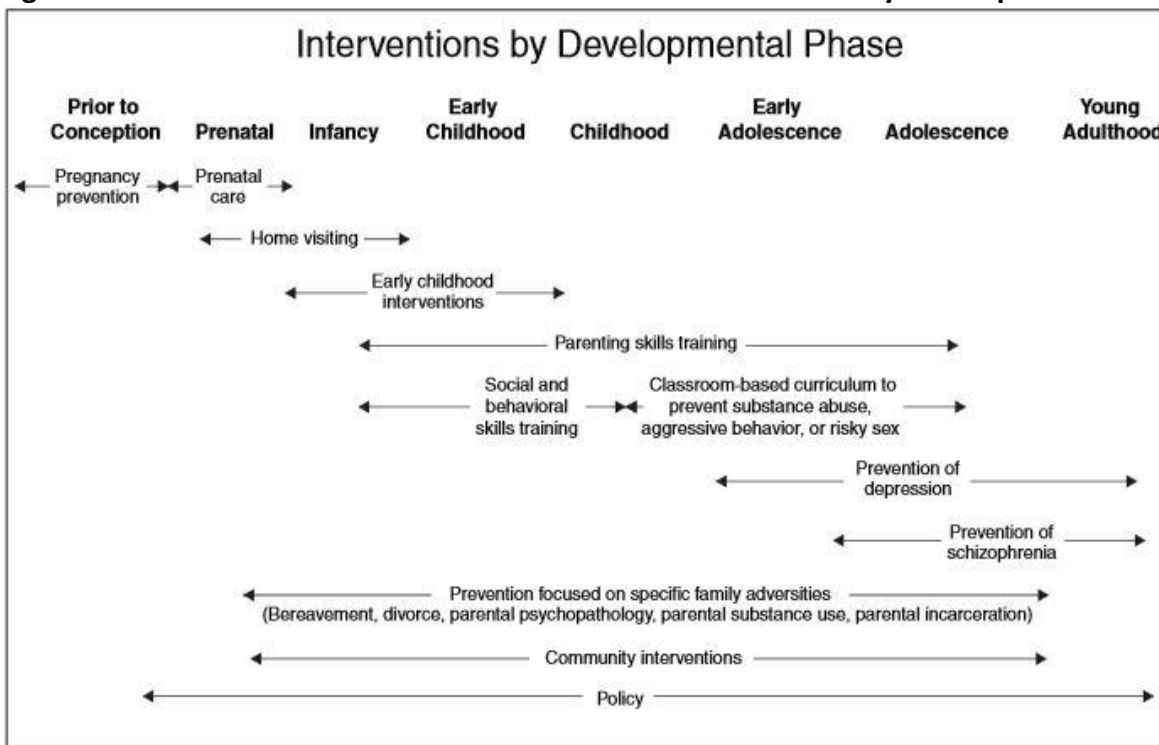 Interventions by Developmental Phase
Prior to Conception
Prenatal
Infancy
Early Childhood
Childhood
Early Adolescence
Adolescence
Young Adulthood
Pregnancy
prevention
Prenatal
care
Home visiting
Early childhood
interventions
Parenting skills training
Social and
behavioral
skills training
Classroom-based curriculum to
prevent substance abuse,
aggressive behavior, or risky sex
Prevention of
depression
Prevention of
schizophrenia
Prevention focused on specific family adversities
(Bereavement, divorce, parental psychopathology, parental substance use, parental incarceration)
Community interventions
Policy